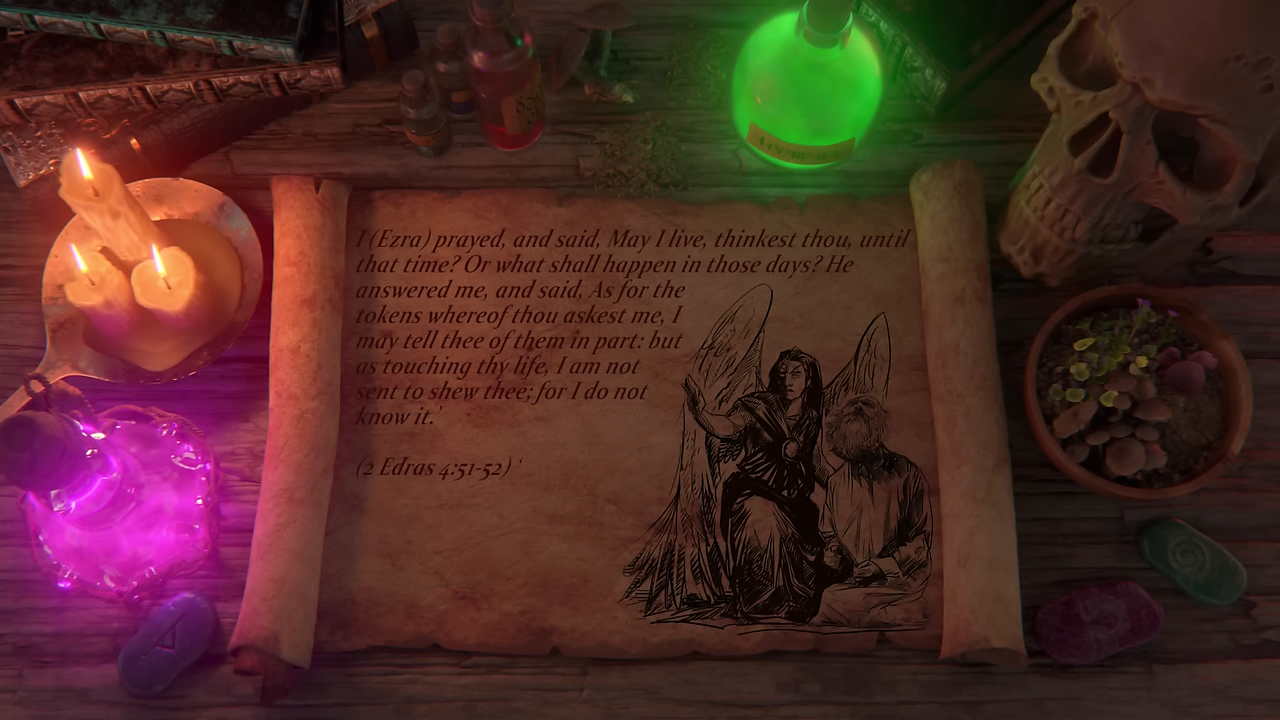 I (Ezra) prayed, and said, May I live, thinkest thou, until
that time? Or what shall happen in those days? He
answered me, and said, As for the
tokens whereof thou askest me, I
may tell thee of them in part: but
as touching thy life, I am not
sent to shew thee; for I do not
know it.'
(2 Edras 4:51-52) '